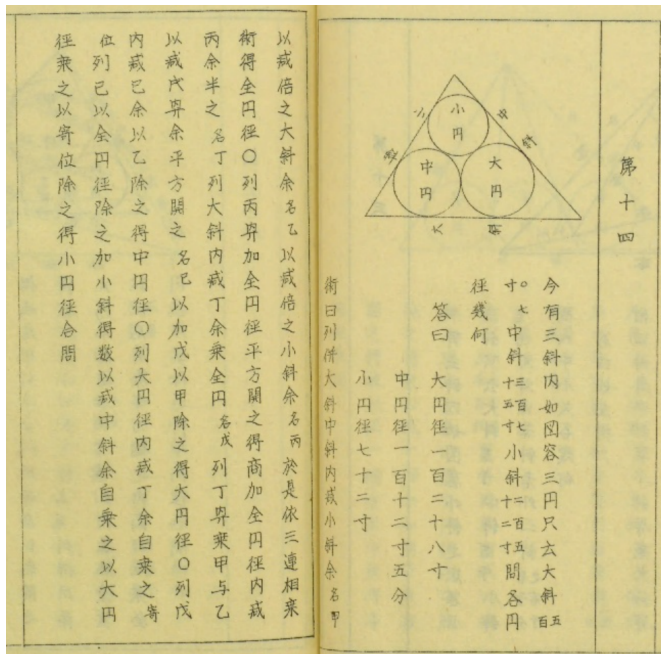 第十四
小円
中円
大円
小斜
中斜
大斜
今有三斜内如図容三円只云大斜五百
〇七寸中斜三百七十五寸小斜二百五十二寸問各円
径幾何
答曰 大円径一百二十八寸
中円径一百十二寸五分
小円径七十二寸
術曰列併大斜中斜内減小斜余名甲
以減倍之大斜余名乙以減倍之小斜余名丙於是依三連相乗
術得全円径〇列丙冪加全円径平方開之得商加全円径内減
丙余半之名丁列大斜内減丁余乗全円名戊列丁冪乗甲与乙
以減戊冪余平方開之名己以加戊以甲除之得大円径〇列戊
内減己余以乙除之得中円径〇列大円径内減丁余自乗之寄
位列己以全円径除之加小斜得数以減中斜余自乗之以大円
径乗之以寄位除之得小円径合問